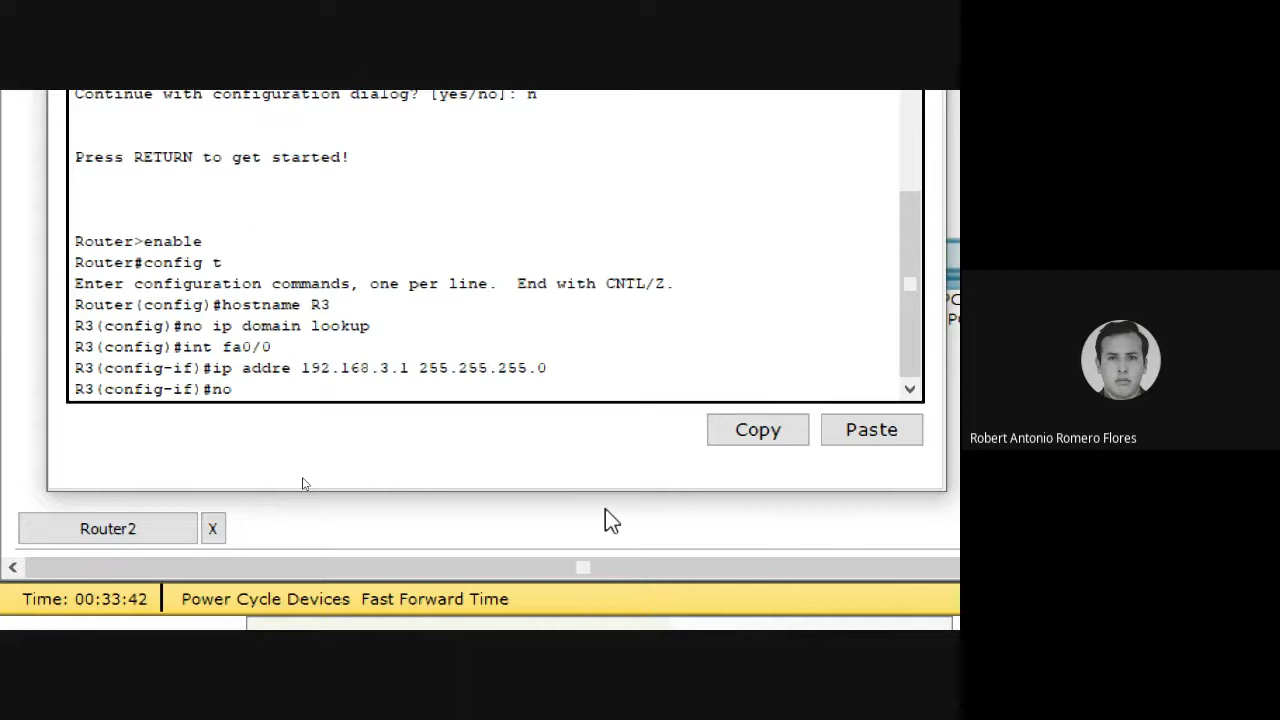 Continue with configuration dialog? [yes/no]: n
Press RETURN to get started!
Router>enable
Router#config t
Enter configuration commands, one per line.  End with CNTL/Z.
Router(config)#hostname R3
R3(config)#no ip domain lookup
R3(config)#int fa0/0
R3(config-if)#ip addre 192.168.3.1 255.255.255.0
R3(config-if)#no
Copy
Paste
Robert Antonio Romero Flores
Router2
X
Time: 00:33:42
Power Cycle Devices
Fast Forward Time